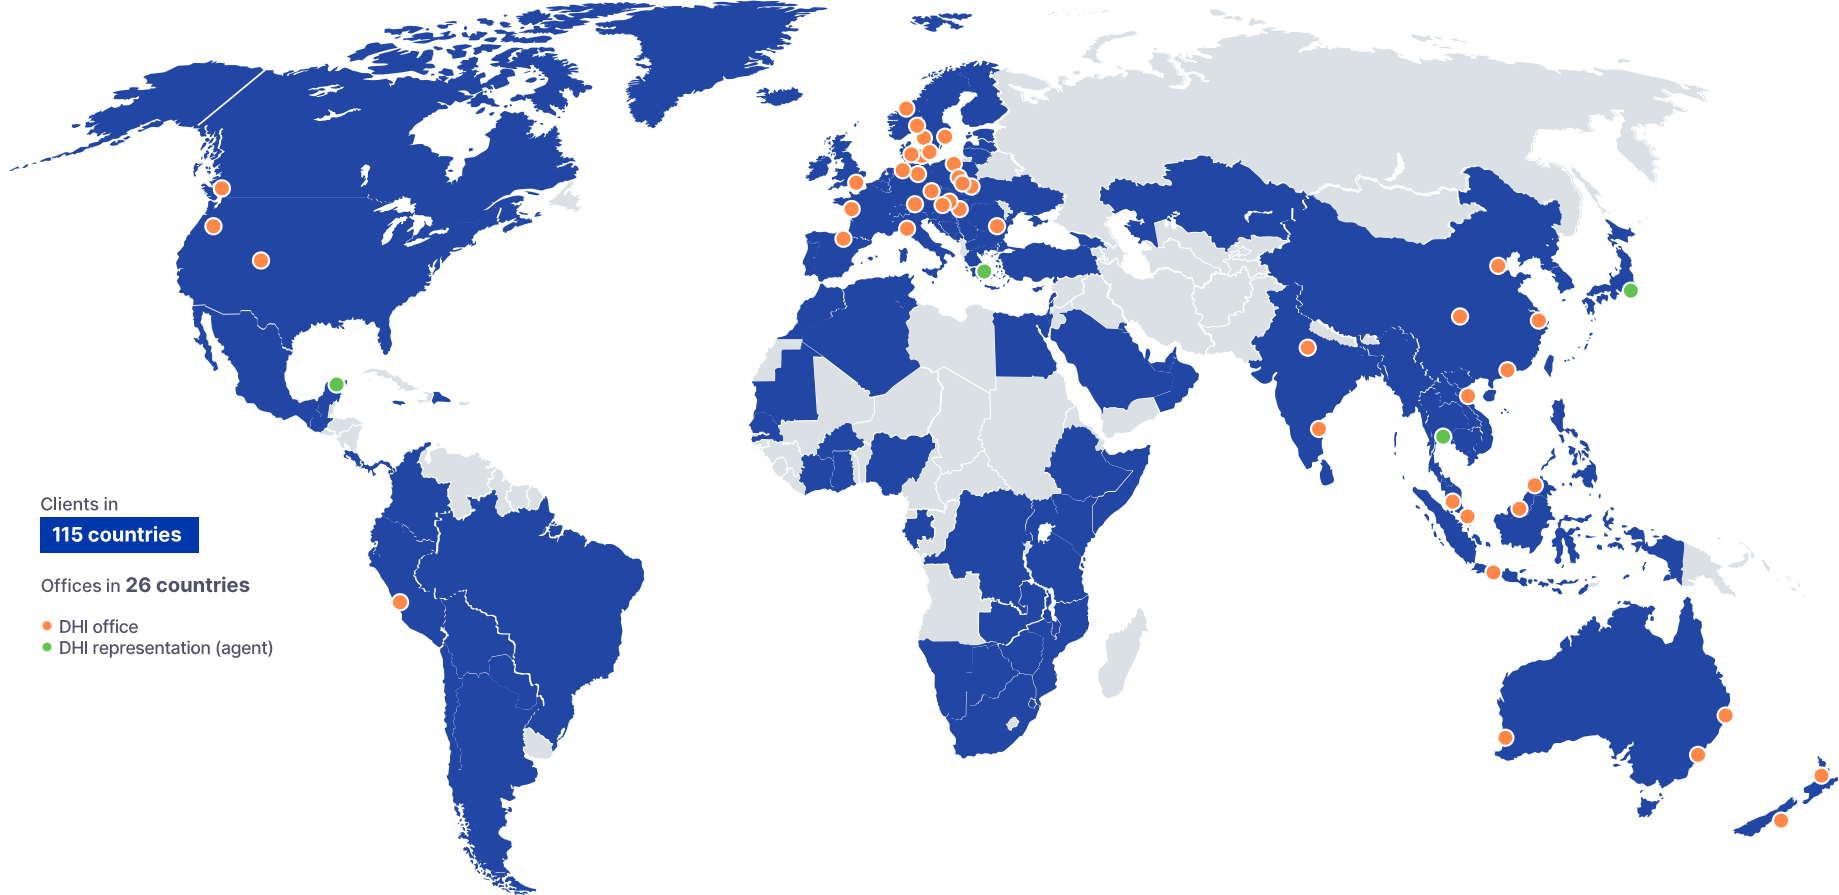 Clients in
115 countries
Offices in 26 countries
DHI office
DHI representation (agent)